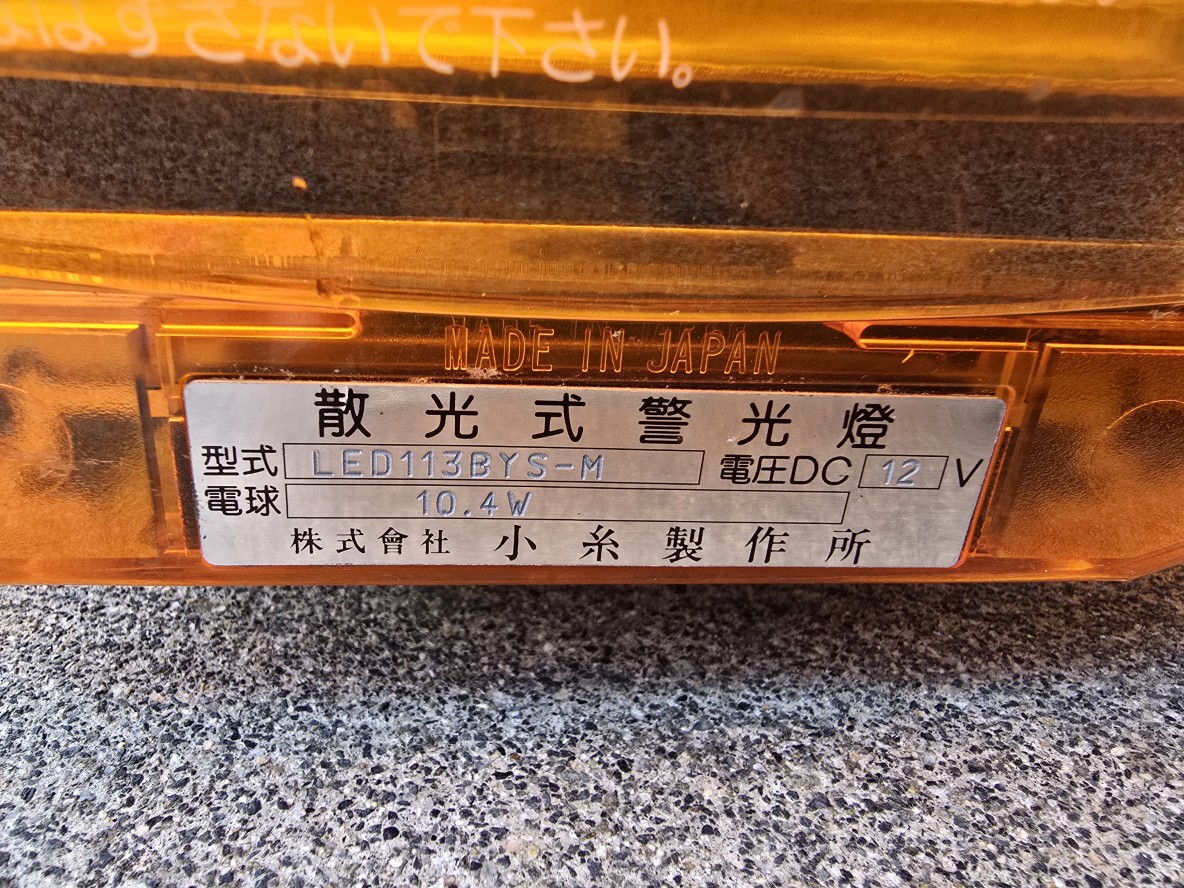 はずさないで下さい。
MADE IN JAPAN
散光式警光燈
型式 LED113BYS-M 電圧DC 12 V
電球 10.4W
株式會社 小糸製作所